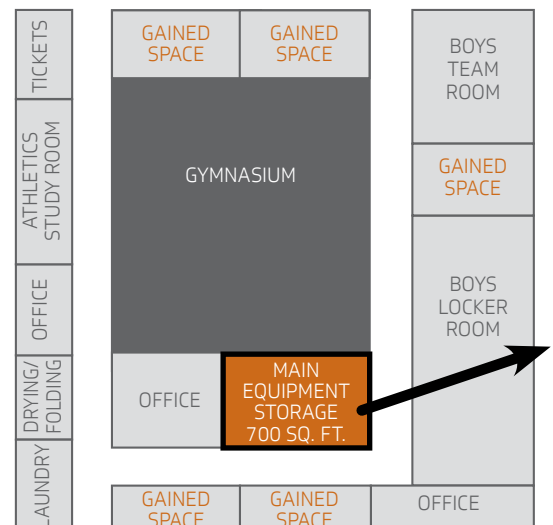 TICKETS
ATHLETICS
STUDY ROOM
OFFICE
DRYING/
FOLDING
LAUNDRY
GAINED
SPACE
GAINED
SPACE
GYMNASIUM
OFFICE
MAIN
EQUIPMENT
STORAGE
700 SQ. FT.
GAINED
SPACE
GAINED
SPACE
BOYS
TEAM
ROOM
GAINED
SPACE
BOYS
LOCKER
ROOM
OFFICE